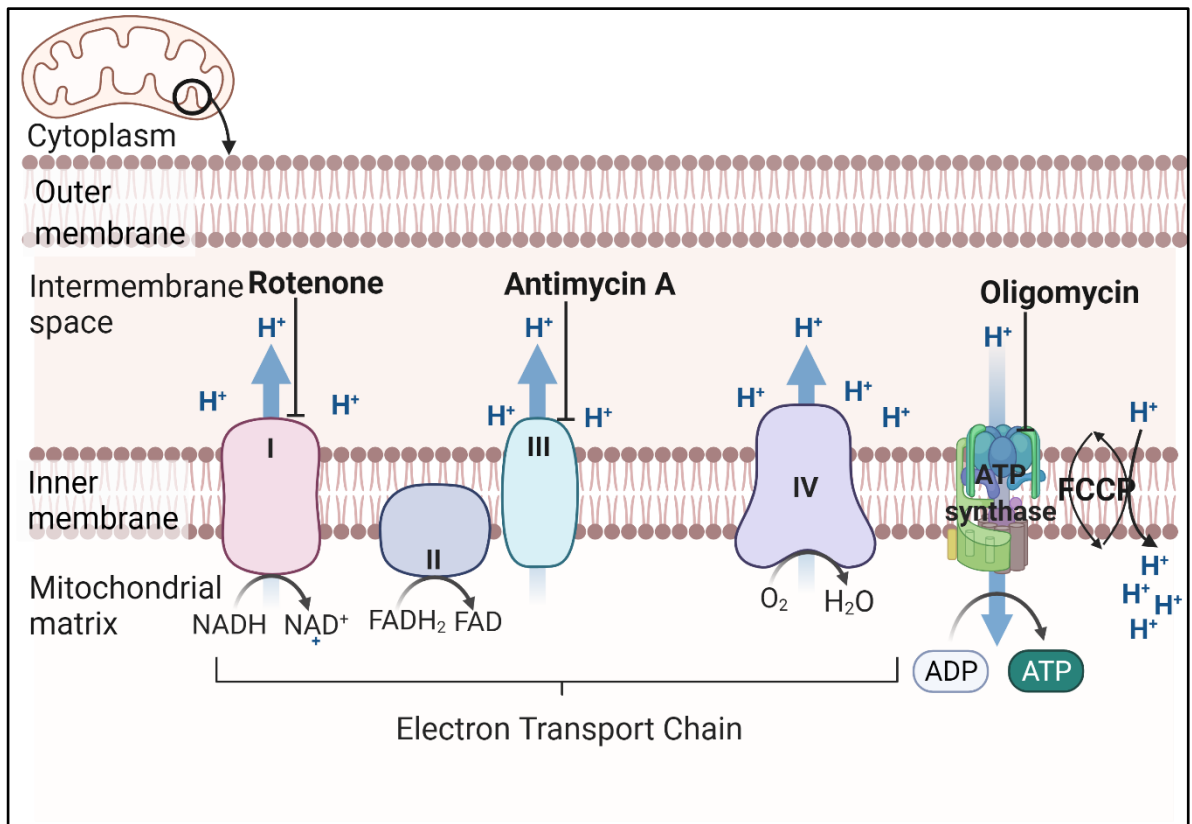 Cytoplasm
Outer
membrane
Intermembrane
space
Rotenone
Antimycin A
Oligomycin
H⁺
H⁺
H⁺
H⁺
H⁺
H⁺
H⁺
H⁺
H⁺
H⁺
H⁺
H⁺
I
III
IV
ATP
synthase
FCCP
Inner
membrane
II
Mitochondrial
matrix
NADH
NAD⁺
+
FADH₂
FAD
O₂
H₂O
H⁺
H⁺
H⁺
H⁺
ADP
ATP
Electron Transport Chain